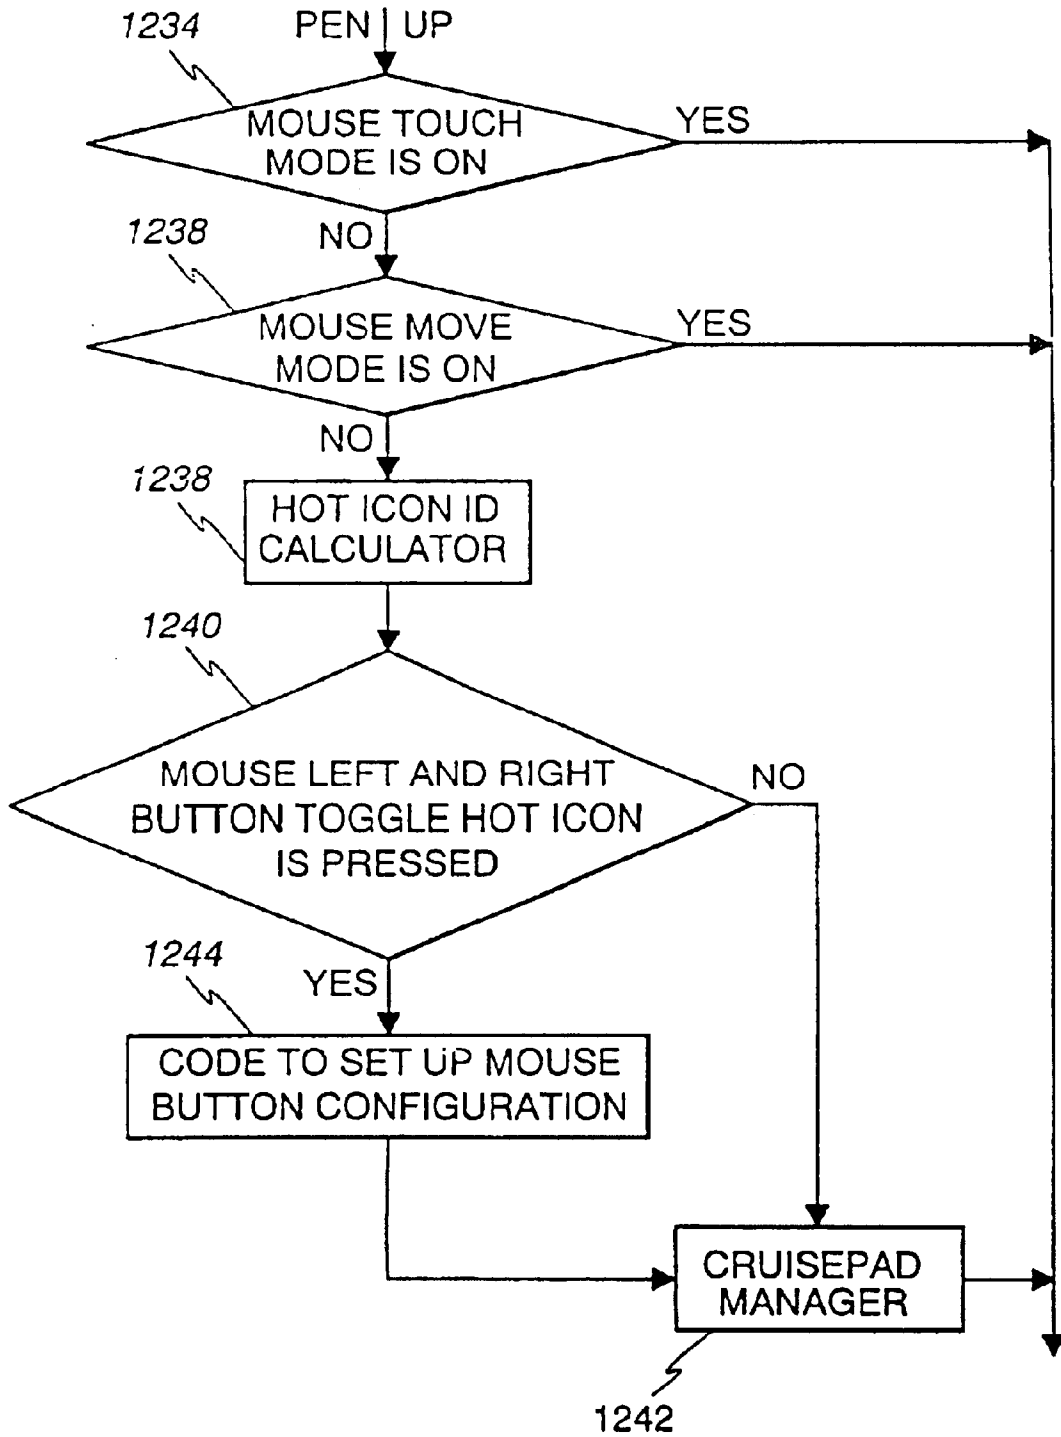 1234
PEN UP
MOUSE TOUCH
MODE IS ON
YES
NO
1238
MOUSE MOVE
MODE IS ON
YES
NO
1238
HOT ICON ID
CALCULATOR
1240
MOUSE LEFT AND RIGHT
BUTTON TOGGLE HOT ICON
IS PRESSED
NO
YES
1244
CODE TO SET UP MOUSE
BUTTON CONFIGURATION
CRUISEPAD
MANAGER
1242